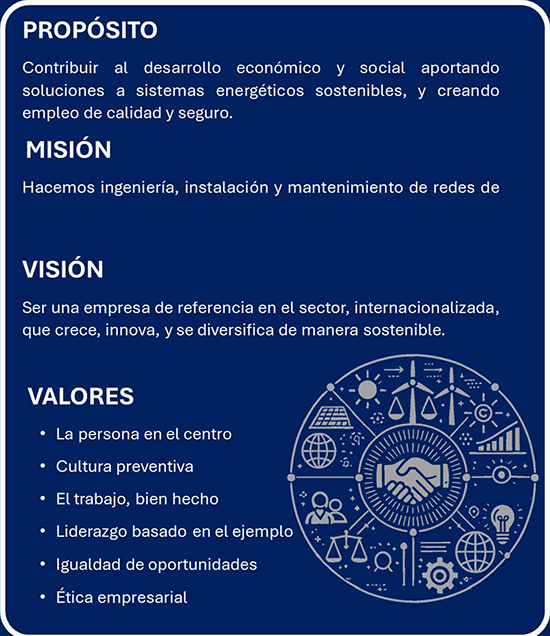 PROPÓSITO
Contribuir al desarrollo económico y social aportando
soluciones a sistemas energéticos sostenibles, y creando
empleo de calidad y seguro.
MISIÓN
Hacemos ingeniería, instalación y mantenimiento de redes de
VISIÓN
Ser una empresa de referencia en el sector, internacionalizada,
que crece, innova, y se diversifica de manera sostenible.
VALORES
• La persona en el centro
• Cultura preventiva
• El trabajo, bien hecho
• Liderazgo basado en el ejemplo
• Igualdad de oportunidades
• Ética empresarial